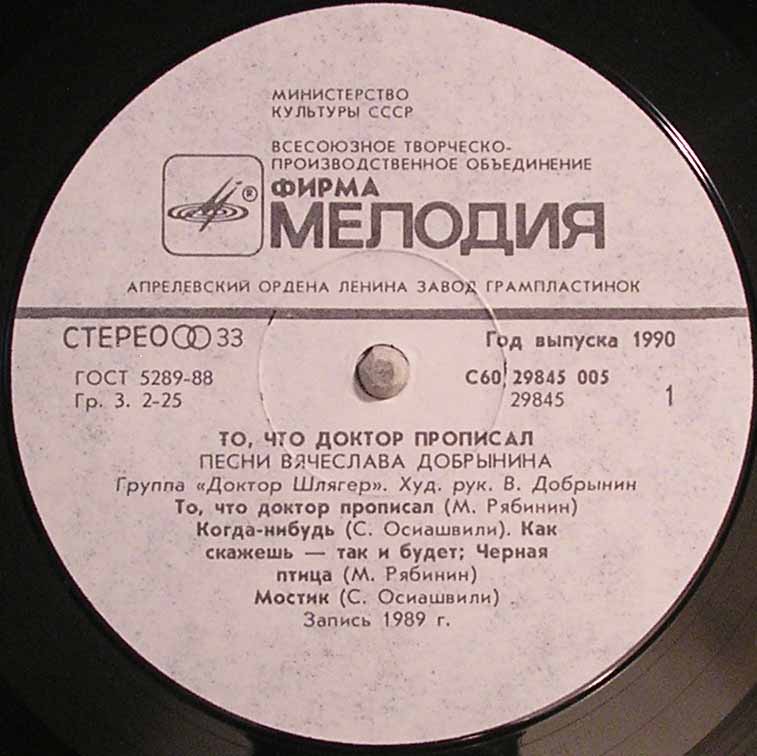 МИНИСТЕРСТВО
КУЛЬТУРЫ СССР
ВСЕСОЮЗНОЕ ТВОРЧЕСКО-
ПРОИЗВОДСТВЕННОЕ ОБЪЕДИНЕНИЕ
®
ФИРМА
МЕЛОДИЯ
АПРЕЛЕВСКИЙ ОРДЕНА ЛЕНИНА ЗАВОД ГРАМПЛАСТИНОК
СТЕРЕО 33
Год выпуска 1990
ГОСТ 5289-88
С60 29845 005
Гр. 3. 2-25
29845
1
ТО, ЧТО ДОКТОР ПРОПИСАЛ
ПЕСНИ ВЯЧЕСЛАВА ДОБРЫНИНА
Группа «Доктор Шлягер». Худ. рук. В. Добрынин
То, что доктор прописал (М. Рябинин)
Когда-нибудь (С. Осиашвили). Как
скажешь — так и будет; Черная
птица (М. Рябинин)
Мостик (С. Осиашвили)
Запись 1989 г.